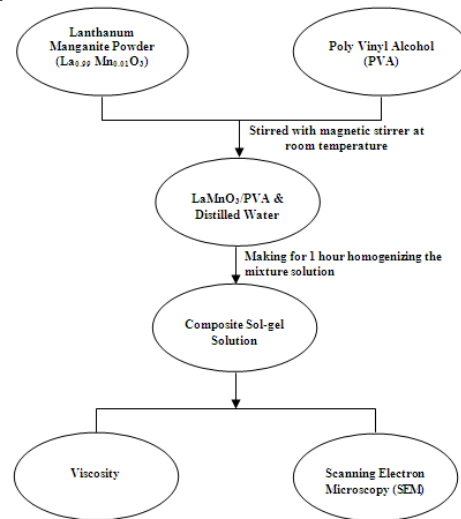 Lanthanum
Manganite Powder
(La₀.₉₉ Mn₀.₀₁O₃)
Poly Vinyl Alcohol
(PVA)
Stirred with magnetic stirrer at
room temperature
LaMnO₃/PVA &
Distilled Water
Making for 1 hour homogenizing the
mixture solution
Composite Sol-gel
Solution
Viscosity
Scanning Electron
Microscopy (SEM)